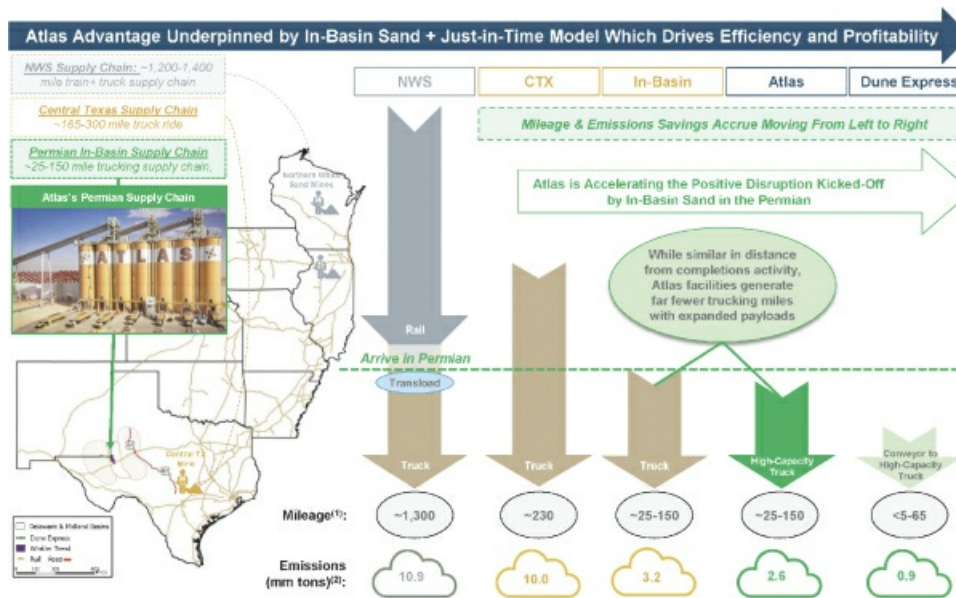 Atlas Advantage Underpinned by In-Basin Sand + Just-in-Time Model Which Drives Efficiency and Profitability
NWS Supply Chain: ~1,200-1,400
mile train+ truck supply chain
Central Texas Supply Chain
~165-300 mile truck ride
Permian In-Basin Supply Chain
~25-150 mile trucking supply chain,
Atlas's Permian Supply Chain
ATLAS
Northern White
Sand Mines
Central TX
Mine
Delaware & Midland Basins
Dune Express
Winkler Trend
Rail
Road
NWS
CTX
In-Basin
Atlas
Dune Express
Mileage & Emissions Savings Accrue Moving From Left to Right
Atlas is Accelerating the Positive Disruption Kicked-Off
by In-Basin Sand in the Permian
While similar in distance
from completions activity,
Atlas facilities generate
far fewer trucking miles
with expanded payloads
Rail
Arrive in Permian
Transload
Truck
Truck
Truck
High-Capacity
Truck
Conveyor to
High-Capacity
Truck
Mileage(1):
~1,300
~230
~25-150
~25-150
<5-65
Emissions
(mm tons)(2):
10.9
10.0
3.2
2.6
0.9